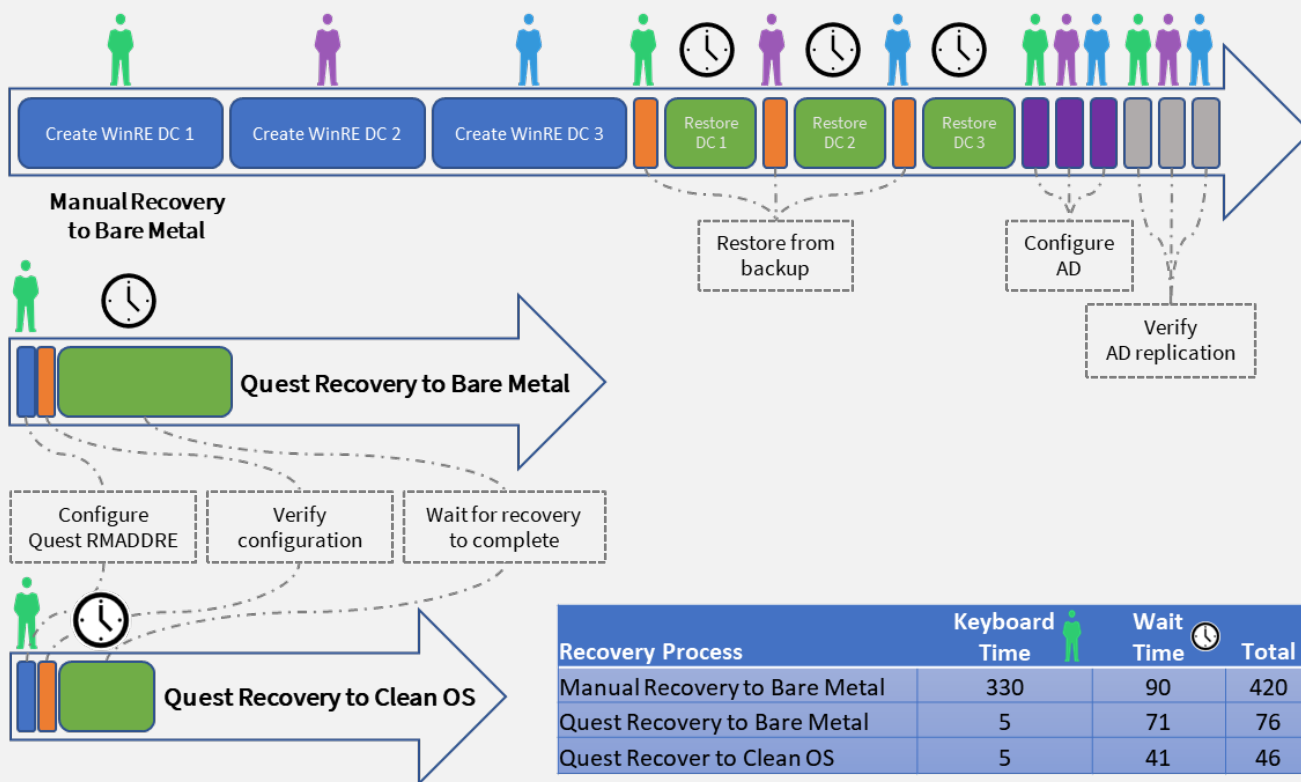 Create WinRE DC 1
Create WinRE DC 2
Create WinRE DC 3
Restore
DC 1
Restore
DC 2
Restore
DC 3
Manual Recovery
to Bare Metal
Restore from
backup
Configure
AD
Verify
AD replication
Quest Recovery to Bare Metal
Configure
Quest RMADDRE
Verify
configuration
Wait for recovery
to complete
Quest Recovery to Clean OS
Recovery Process Keyboard Time Wait Time Total
Manual Recovery to Bare Metal 330 90 420
Quest Recovery to Bare Metal 5 71 76
Quest Recover to Clean OS 5 41 46